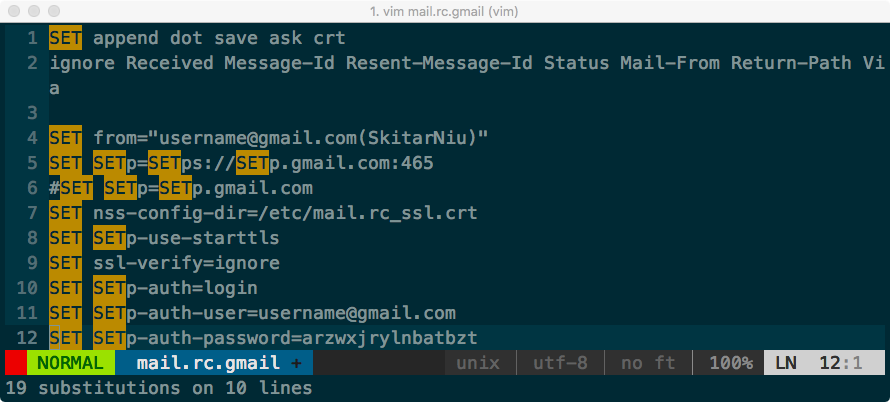 1. vim mail.rc.gmail (vim)
1 SET append dot save ask crt
2 ignore Received Message-Id Resent-Message-Id Status Mail-From Return-Path Vi
a
3
4 SET from="username@gmail.com(SkitarNiu)"
5 SET SETp=SETps://SETp.gmail.com:465
6 #SET SETp=SETp.gmail.com
7 SET nss-config-dir=/etc/mail.rc_ssl.crt
8 SET SETp-use-starttls
9 SET ssl-verify=ignore
10 SET SETp-auth=login
11 SET SETp-auth-user=username@gmail.com
12 SET SETp-auth-password=arzwxjrylnbatbzt
NORMAL mail.rc.gmail + unix utf-8 no ft 100% LN 12:1
19 substitutions on 10 lines